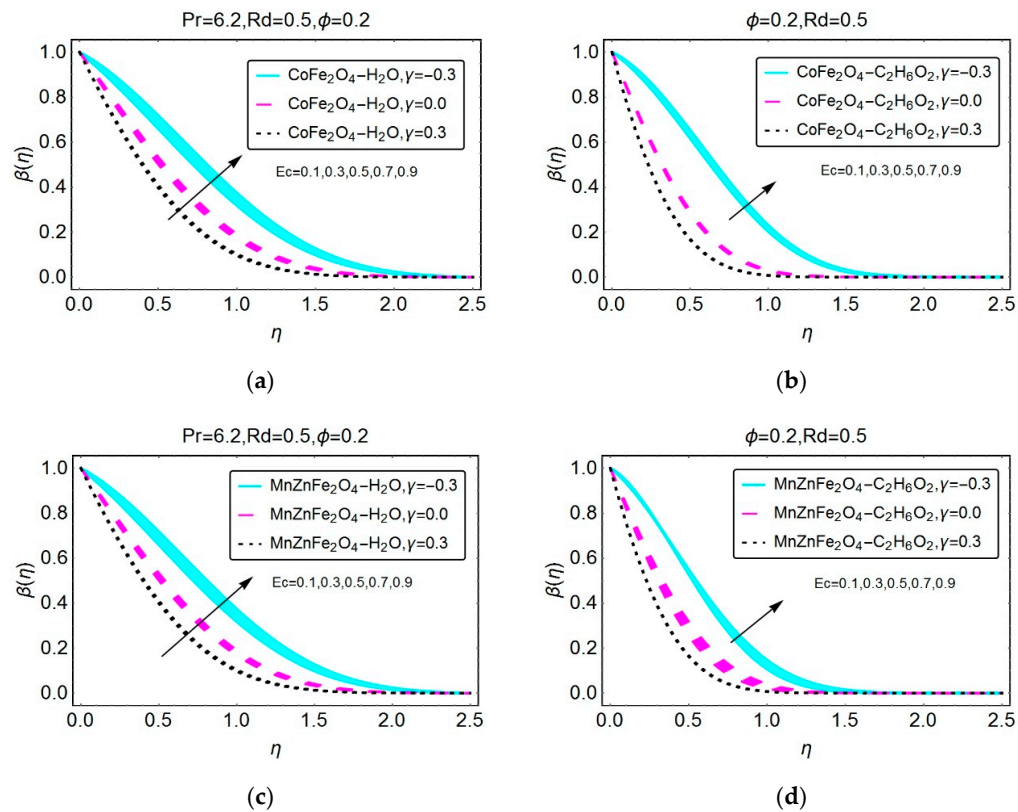 Pr=6.2,Rd=0.5,ϕ=0.2
β(η)
1.0
0.8
0.6
0.4
0.2
0.0
CoFe₂O₄−H₂O,γ=−0.3
CoFe₂O₄−H₂O,γ=0.0
CoFe₂O₄−H₂O,γ=0.3
Ec=0.1,0.3,0.5,0.7,0.9
0.0 0.5 1.0 1.5 2.0 2.5
η
(a)
ϕ=0.2,Rd=0.5
β(η)
1.0
0.8
0.6
0.4
0.2
0.0
CoFe₂O₄−C₂H₆O₂,γ=−0.3
CoFe₂O₄−C₂H₆O₂,γ=0.0
CoFe₂O₄−C₂H₆O₂,γ=0.3
Ec=0.1,0.3,0.5,0.7,0.9
0.0 0.5 1.0 1.5 2.0 2.5
η
(b)
Pr=6.2,Rd=0.5,ϕ=0.2
β(η)
1.0
0.8
0.6
0.4
0.2
0.0
MnZnFe₂O₄−H₂O,γ=−0.3
MnZnFe₂O₄−H₂O,γ=0.0
MnZnFe₂O₄−H₂O,γ=0.3
Ec=0.1,0.3,0.5,0.7,0.9
0.0 0.5 1.0 1.5 2.0 2.5
η
(c)
ϕ=0.2,Rd=0.5
β(η)
1.0
0.8
0.6
0.4
0.2
0.0
MnZnFe₂O₄−C₂H₆O₂,γ=−0.3
MnZnFe₂O₄−C₂H₆O₂,γ=0.0
MnZnFe₂O₄−C₂H₆O₂,γ=0.3
Ec=0.1,0.3,0.5,0.7,0.9
0.0 0.5 1.0 1.5 2.0 2.5
η
(d)